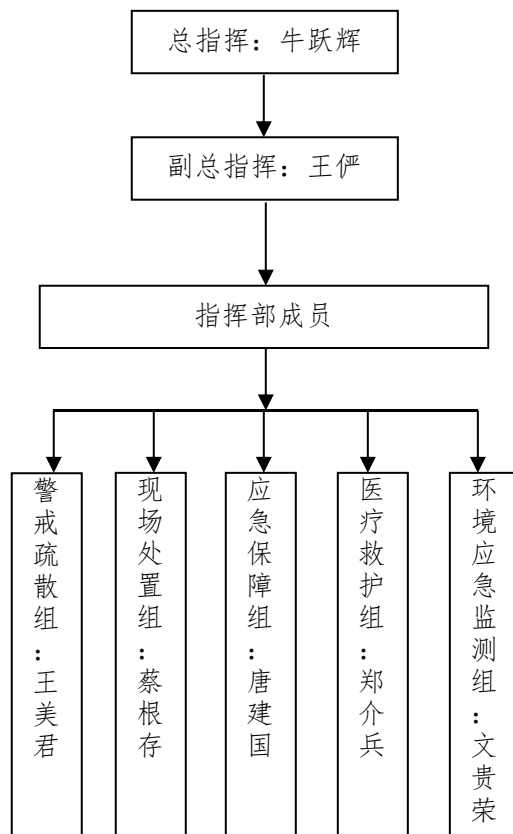 总指挥：牛跃辉
副总指挥：王俨
指挥部成员
警戒疏散组：王美君
现场处置组：蔡根存
应急保障组：唐建国
医疗救护组：郑介兵
环境应急监测组：文贵荣